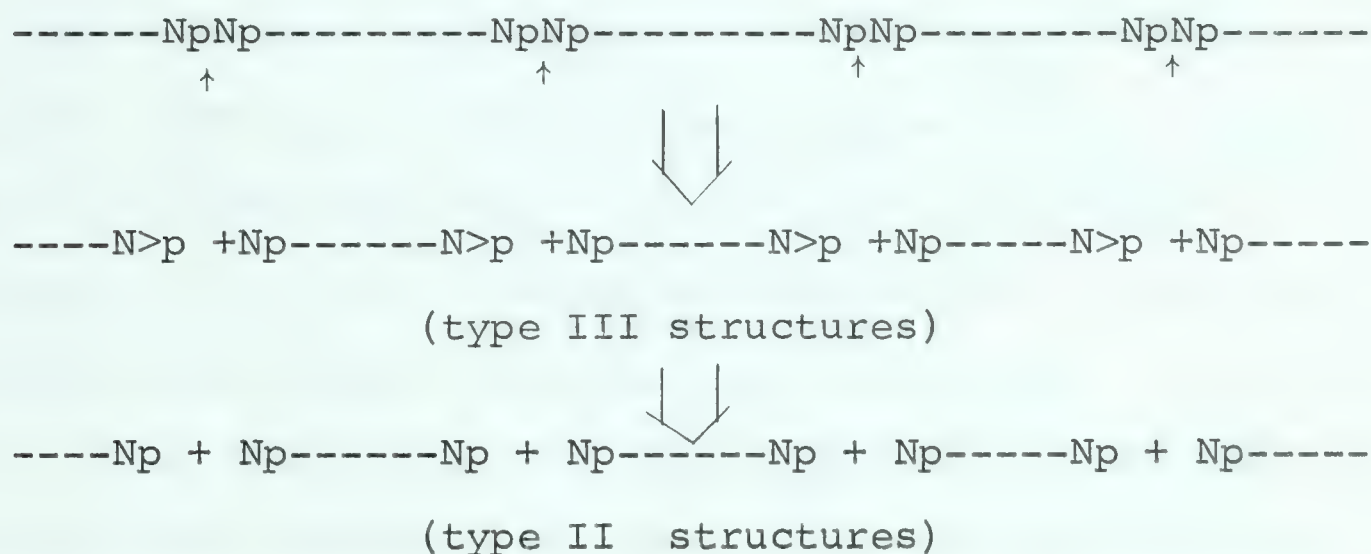 ------NpNp----------NpNp----------NpNp---------NpNp------
↑ ↑ ↑ ↑
----N>p +Np------N>p +Np------N>p +Np-----N>p +Np-----
(type III structures)
----Np + Np------Np + Np------Np + Np-----Np + Np-----
(type II structures)